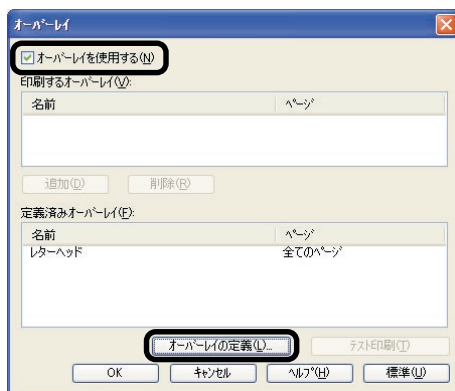 オーバーレイ
オーバーレイを使用する(N)
印刷するオーバーレイ(V):
名前 ページ
追加(D) 削除(R)
定義済みオーバーレイ(F):
名前 ページ
レターヘッド 全てのページ
オーバーレイの定義(L)... テスト印刷(T)
OK キャンセル ヘルプ(H) 標準(U)